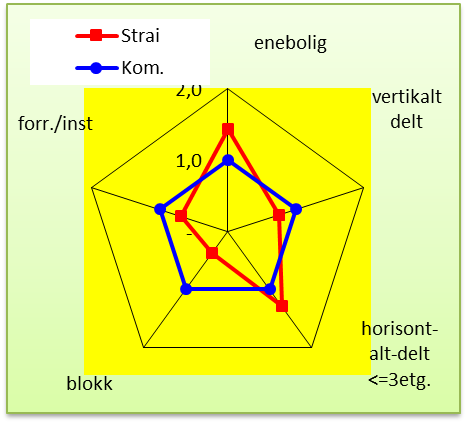 Strai
Kom.
enebolig
2,0
vertikalt
delt
forr./inst
1,0
-
horisont-
alt-delt
<=3etg.
blokk